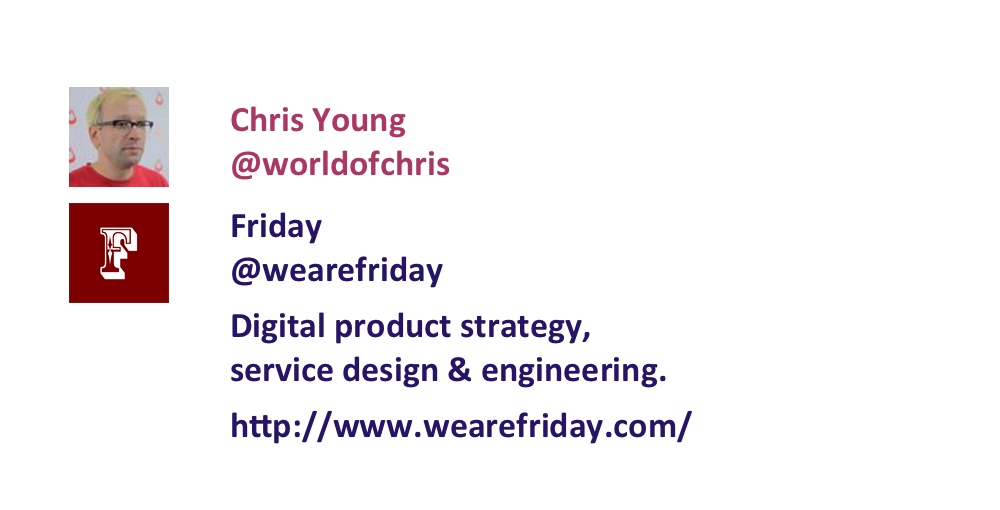 Chris Young
@worldofchris
F
Friday
@wearefriday
Digital product strategy,
service design & engineering.
http://www.wearefriday.com/